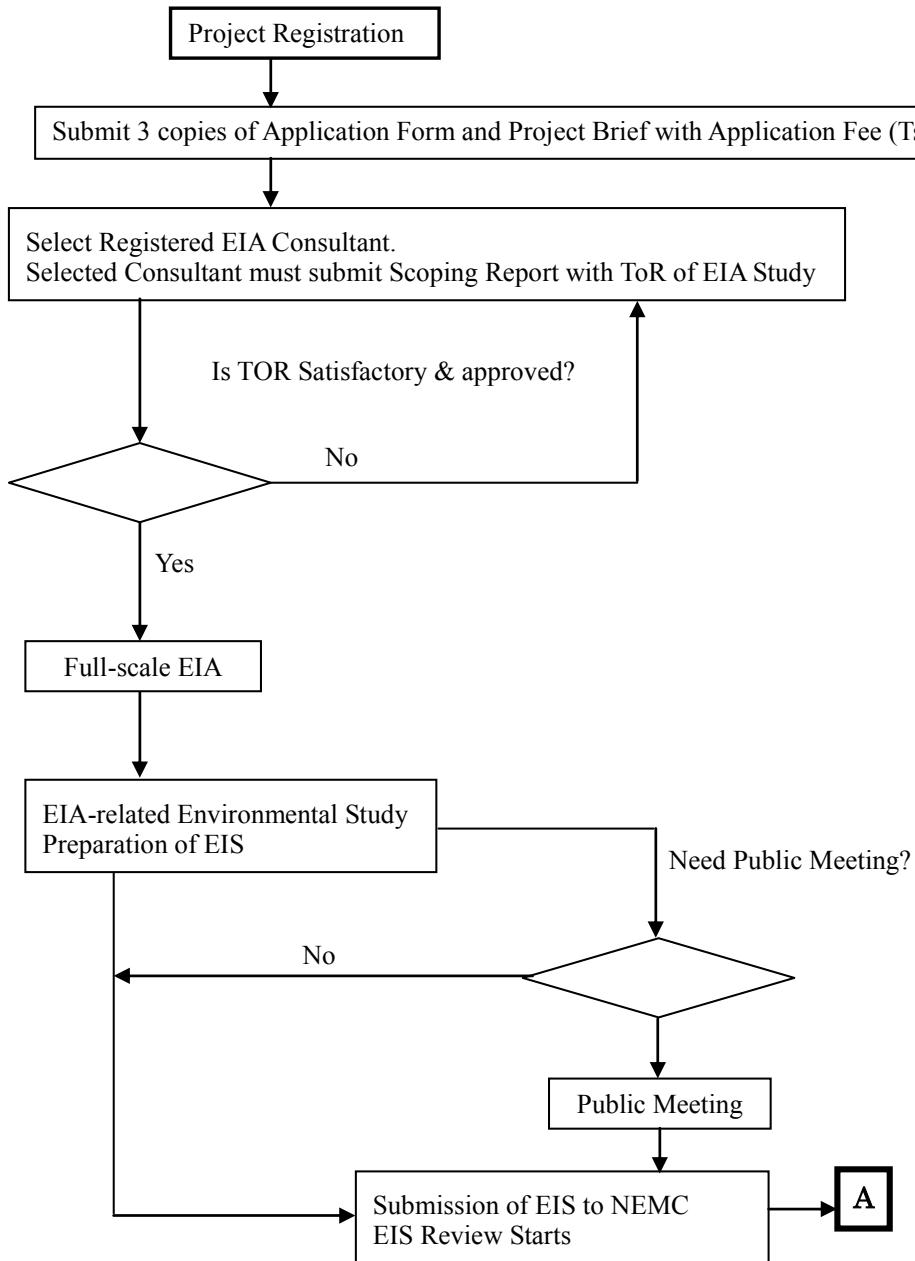 Project Registration
Submit 3 copies of Application Form and Project Brief with Application Fee (Ts
Select Registered EIA Consultant.
Selected Consultant must submit Scoping Report with ToR of EIA Study
Is TOR Satisfactory & approved?
No
Yes
Full-scale EIA
EIA-related Environmental Study
Preparation of EIS
Need Public Meeting?
No
Public Meeting
Submission of EIS to NEMC
EIS Review Starts
A